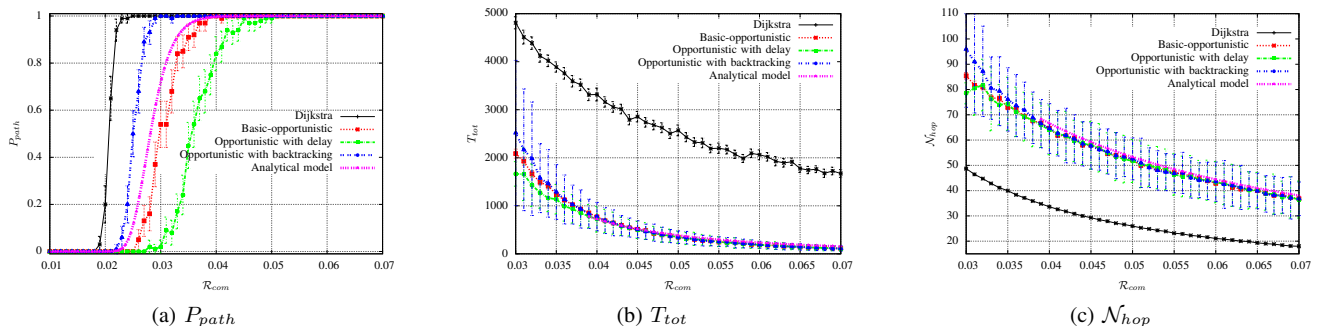 1
0.8
0.6
0.4
0.2
0
P_path
Dijkstra
Basic-opportunistic
Opportunistic with delay
Opportunistic with backtracking
Analytical model
0.01 0.02 0.03 0.04 0.05 0.06 0.07
R_com
(a) P_path
5000
4000
3000
2000
1000
0
T_tot
Dijkstra
Basic-opportunistic
Opportunistic with delay
Opportunistic with backtracking
Analytical model
0.03 0.035 0.04 0.045 0.05 0.055 0.06 0.065 0.07
R_com
(b) T_tot
110
100
90
80
70
60
50
40
30
20
N_hop
Dijkstra
Basic-opportunistic
Opportunistic with delay
Opportunistic with backtracking
Analytical model
0.03 0.035 0.04 0.045 0.05 0.055 0.06 0.065 0.07
R_com
(c) N_hop